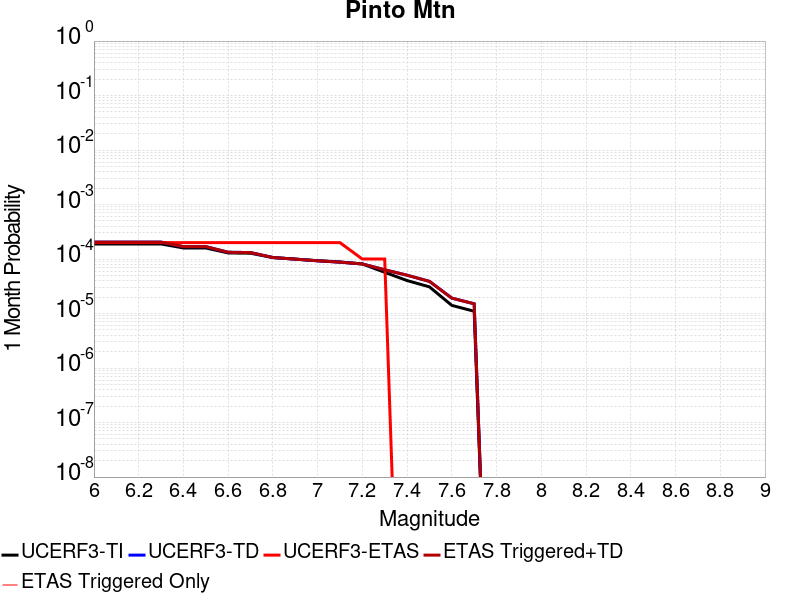 Pinto Mtn
1 Month Probability
10^0
10^-1
10^-2
10^-3
10^-4
10^-5
10^-6
10^-7
10^-8
6 6.2 6.4 6.6 6.8 7 7.2 7.4 7.6 7.8 8 8.2 8.4 8.6 8.8 9
Magnitude
UCERF3-TI UCERF3-TD UCERF3-ETAS ETAS Triggered+TD
ETAS Triggered Only